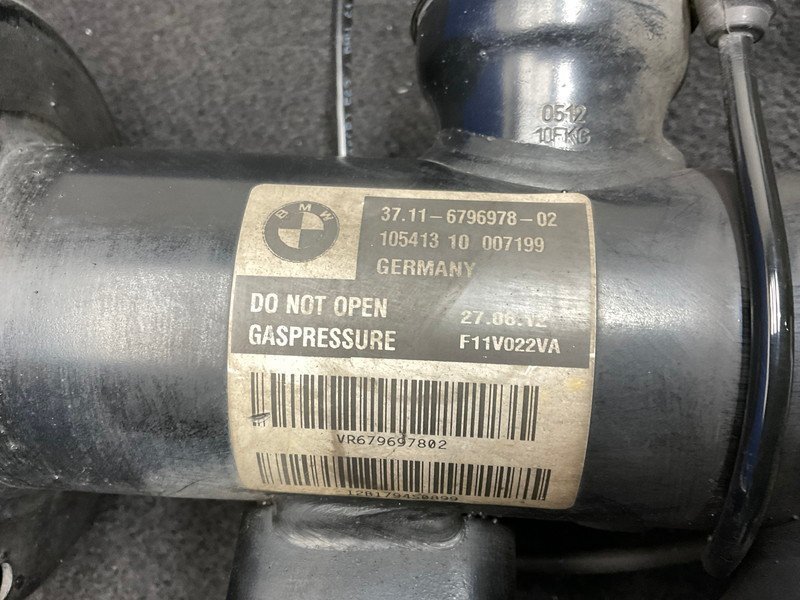 0512
10FKG
BMW
37.11-6796978-02
105413 10 007199
GERMANY
DO NOT OPEN
27.06.12
GASPRESSURE
F11V022VA
VR679697802